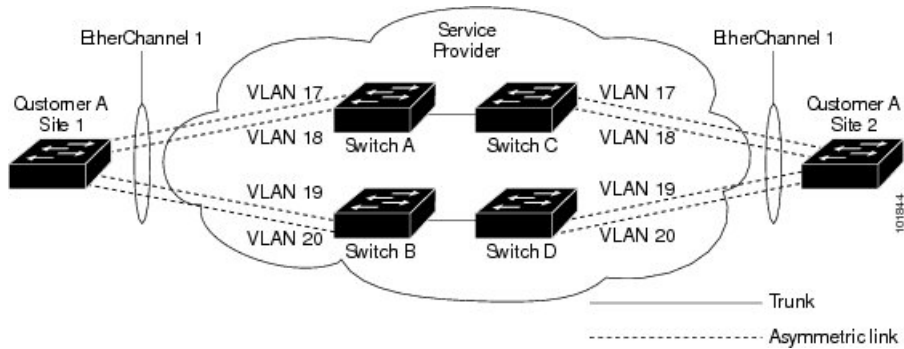 Service
Provider
EtherChannel 1
EtherChannel 1
Customer A
Site 1
VLAN 17
VLAN 18
Switch A
Switch C
VLAN 17
VLAN 18
Customer A
Site 2
VLAN 19
VLAN 20
Switch B
Switch D
VLAN 19
VLAN 20
101844
Trunk
Asymmetric link